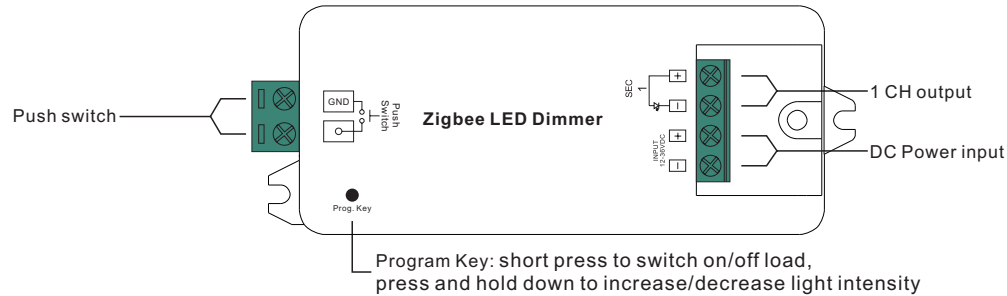 Push switch
GND
Push
Switch
Zigbee LED Dimmer
SEC
1
+
−
INPUT
12-36VDC
+
−
1 CH output
DC Power input
Prog. Key
Program Key: short press to switch on/off load,
press and hold down to increase/decrease light intensity